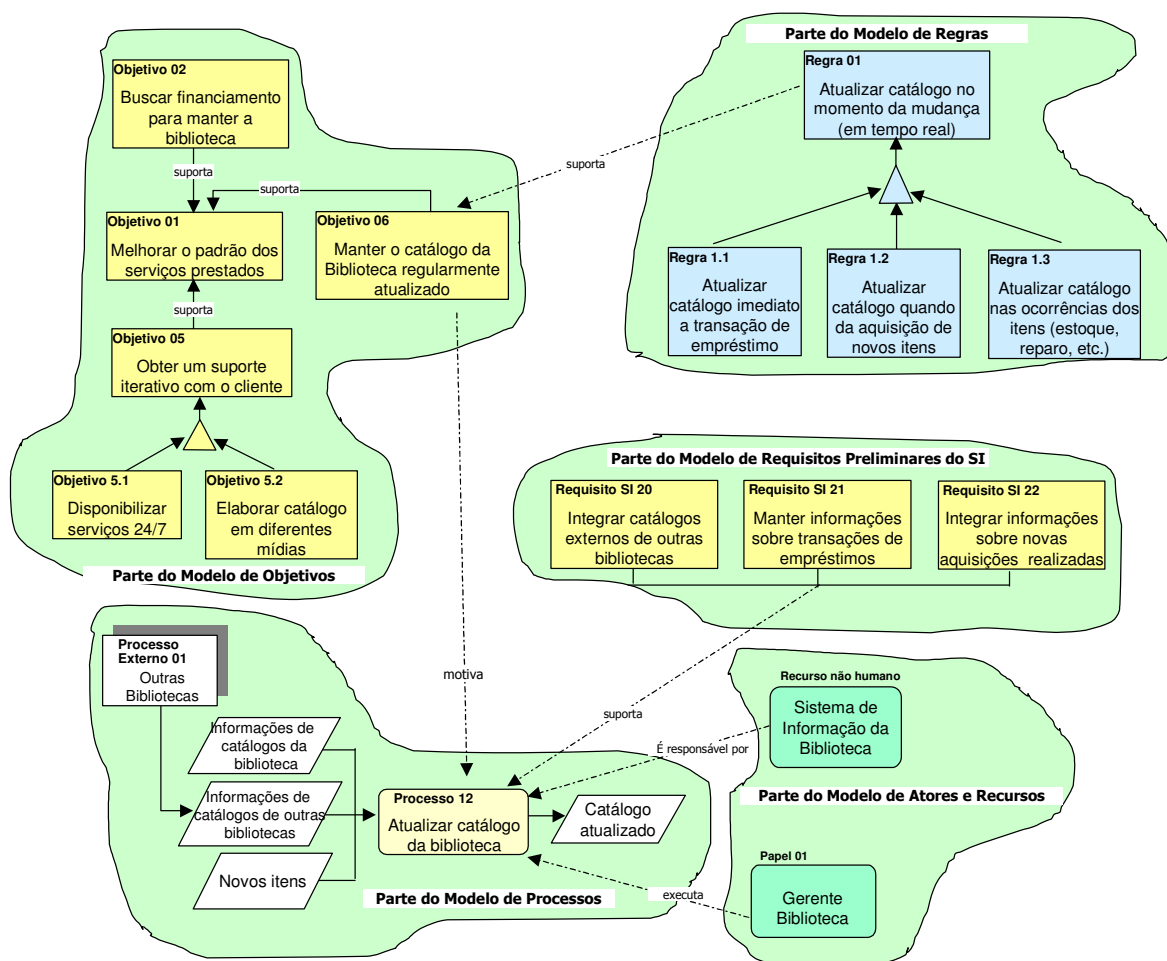 Parte do Modelo de Regras
Objetivo 02
Buscar financiamento
para manter a
biblioteca
suporta
suporta
Objetivo 01
Melhorar o padrão dos
serviços prestados
Objetivo 06
Manter o catálogo da
Biblioteca regularmente
atualizado
suporta
Objetivo 05
Obter um suporte
iterativo com o cliente
Objetivo 5.1
Disponibilizar
serviços 24/7
Objetivo 5.2
Elaborar catálogo
em diferentes
mídias
Parte do Modelo de Objetivos
Regra 01
Atualizar catálogo no
momento da mudança
(em tempo real)
suporta
Regra 1.1
Atualizar
catálogo imediato
a transação de
empréstimo
Regra 1.2
Atualizar
catálogo quando
da aquisição de
novos itens
Regra 1.3
Atualizar catálogo
nas ocorrências dos
itens (estoque,
reparo, etc.)
Parte do Modelo de Requisitos Preliminares do SI
Requisito SI 20
Integrar catálogos
externos de outras
bibliotecas
Requisito SI 21
Manter informações
sobre transações de
empréstimos
Requisito SI 22
Integrar informações
sobre novas
aquisições realizadas
motiva
suporta
É responsável por
executa
Processo
Externo 01
Outras
Bibliotecas
Informações de
catálogos da
biblioteca
Informações de
catálogos de outras
bibliotecas
Novos itens
Processo 12
Atualizar catálogo
da biblioteca
Catálogo
atualizado
Parte do Modelo de Processos
Recurso não humano
Sistema de
Informação da
Biblioteca
Parte do Modelo de Atores e Recursos
Papel 01
Gerente
Biblioteca